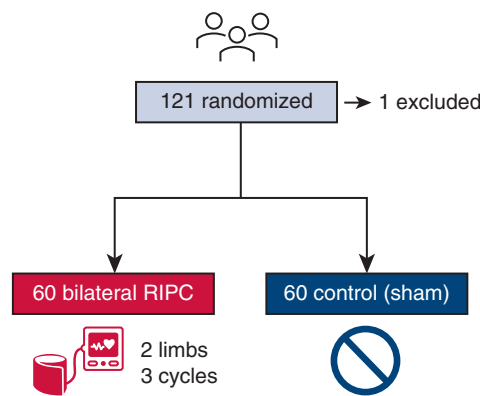 121 randomized
1 excluded
60 bilateral RIPC
60 control (sham)
2 limbs
3 cycles